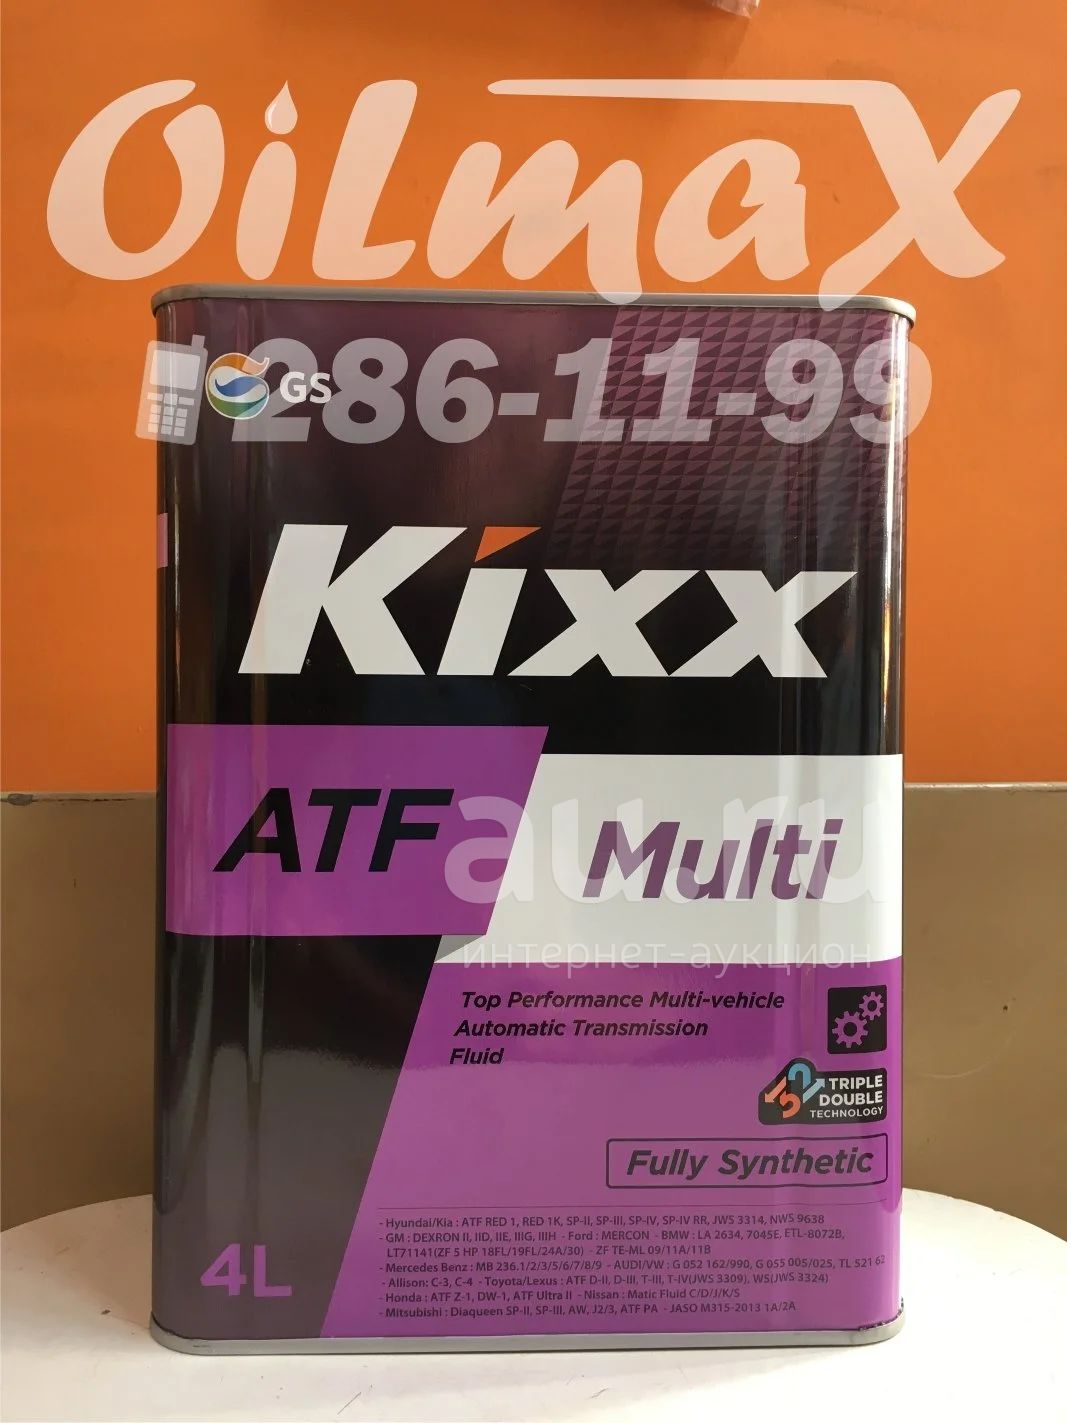 OilmaX
286-11-99
GS
Kixx
ATF
Multi
au.ru
интернет-аукцион
Top Performance Multi-vehicle
Automatic Transmission
Fluid
TRIPLE
DOUBLE
TECHNOLOGY
Fully Synthetic
- Hyundai/Kia : ATF RED 1, RED 1K, SP-II, SP-III, SP-IV, SP-IV RR, JWS 3314, NWS 9638
- GM : DEXRON II, IID, IIE, IIIG, IIIH - Ford : MERCON - BMW : LA 2634, 7045E, ETL-8072B,
LT71141(ZF 5 HP 18FL/19FL/24A/30) - ZF TE-ML 09/11A/11B
- Mercedes Benz : MB 236.1/2/3/5/6/7/8/9 - AUDI/VW : G 052 162/990, G 055 005/025, TL 521 62
- Allison: C-3, C-4 - Toyota/Lexus : ATF D-II, D-III, T-III, T-IV(JWS 3309), WS(JWS 3324)
- Honda : ATF Z-1, DW-1, ATF Ultra II - Nissan : Matic Fluid C/D/J/K/S
- Mitsubishi : Diaqueen SP-II, SP-III, AW, J2/3, ATF PA - JASO M315-2013 1A/2A
4L